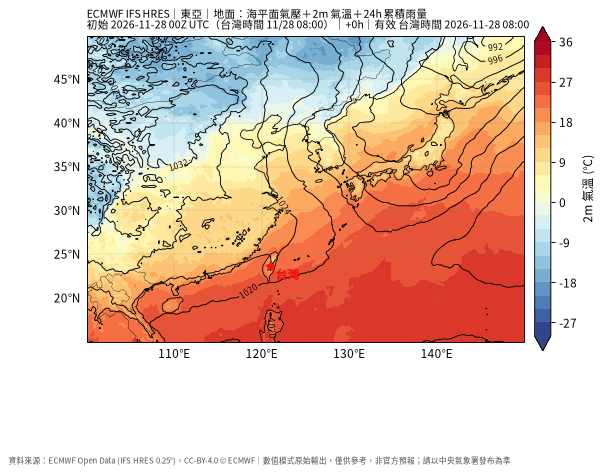 ECMWF IFS HRES｜東亞｜地面：海平面氣壓＋2m 氣溫＋24h 累積雨量
初始 2026-11-28 00Z UTC（台灣時間 11/28 08:00）｜+0h｜有效 台灣時間 2026-11-28 08:00
992
996
1032
1024
1020
台灣
45°N
40°N
35°N
30°N
25°N
20°N
110°E
120°E
130°E
140°E
36
27
18
9
0
-9
-18
-27
2m 氣溫 (°C)
資料來源：ECMWF Open Data (IFS HRES 0.25°)，CC-BY-4.0 © ECMWF｜數值模式原始輸出，僅供參考，非官方預報；請以中央氣象署發布為準